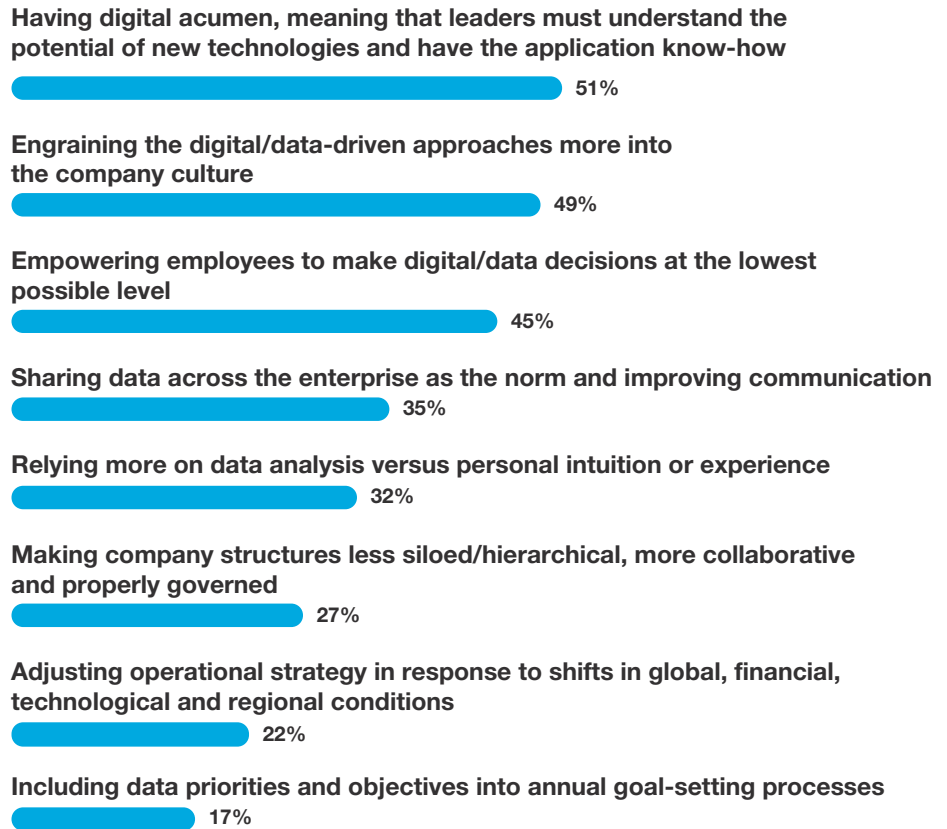 Having digital acumen, meaning that leaders must understand the
potential of new technologies and have the application know-how
51%
Engraining the digital/data-driven approaches more into
the company culture
49%
Empowering employees to make digital/data decisions at the lowest
possible level
45%
Sharing data across the enterprise as the norm and improving communication
35%
Relying more on data analysis versus personal intuition or experience
32%
Making company structures less siloed/hierarchical, more collaborative
and properly governed
27%
Adjusting operational strategy in response to shifts in global, financial,
technological and regional conditions
22%
Including data priorities and objectives into annual goal-setting processes
17%